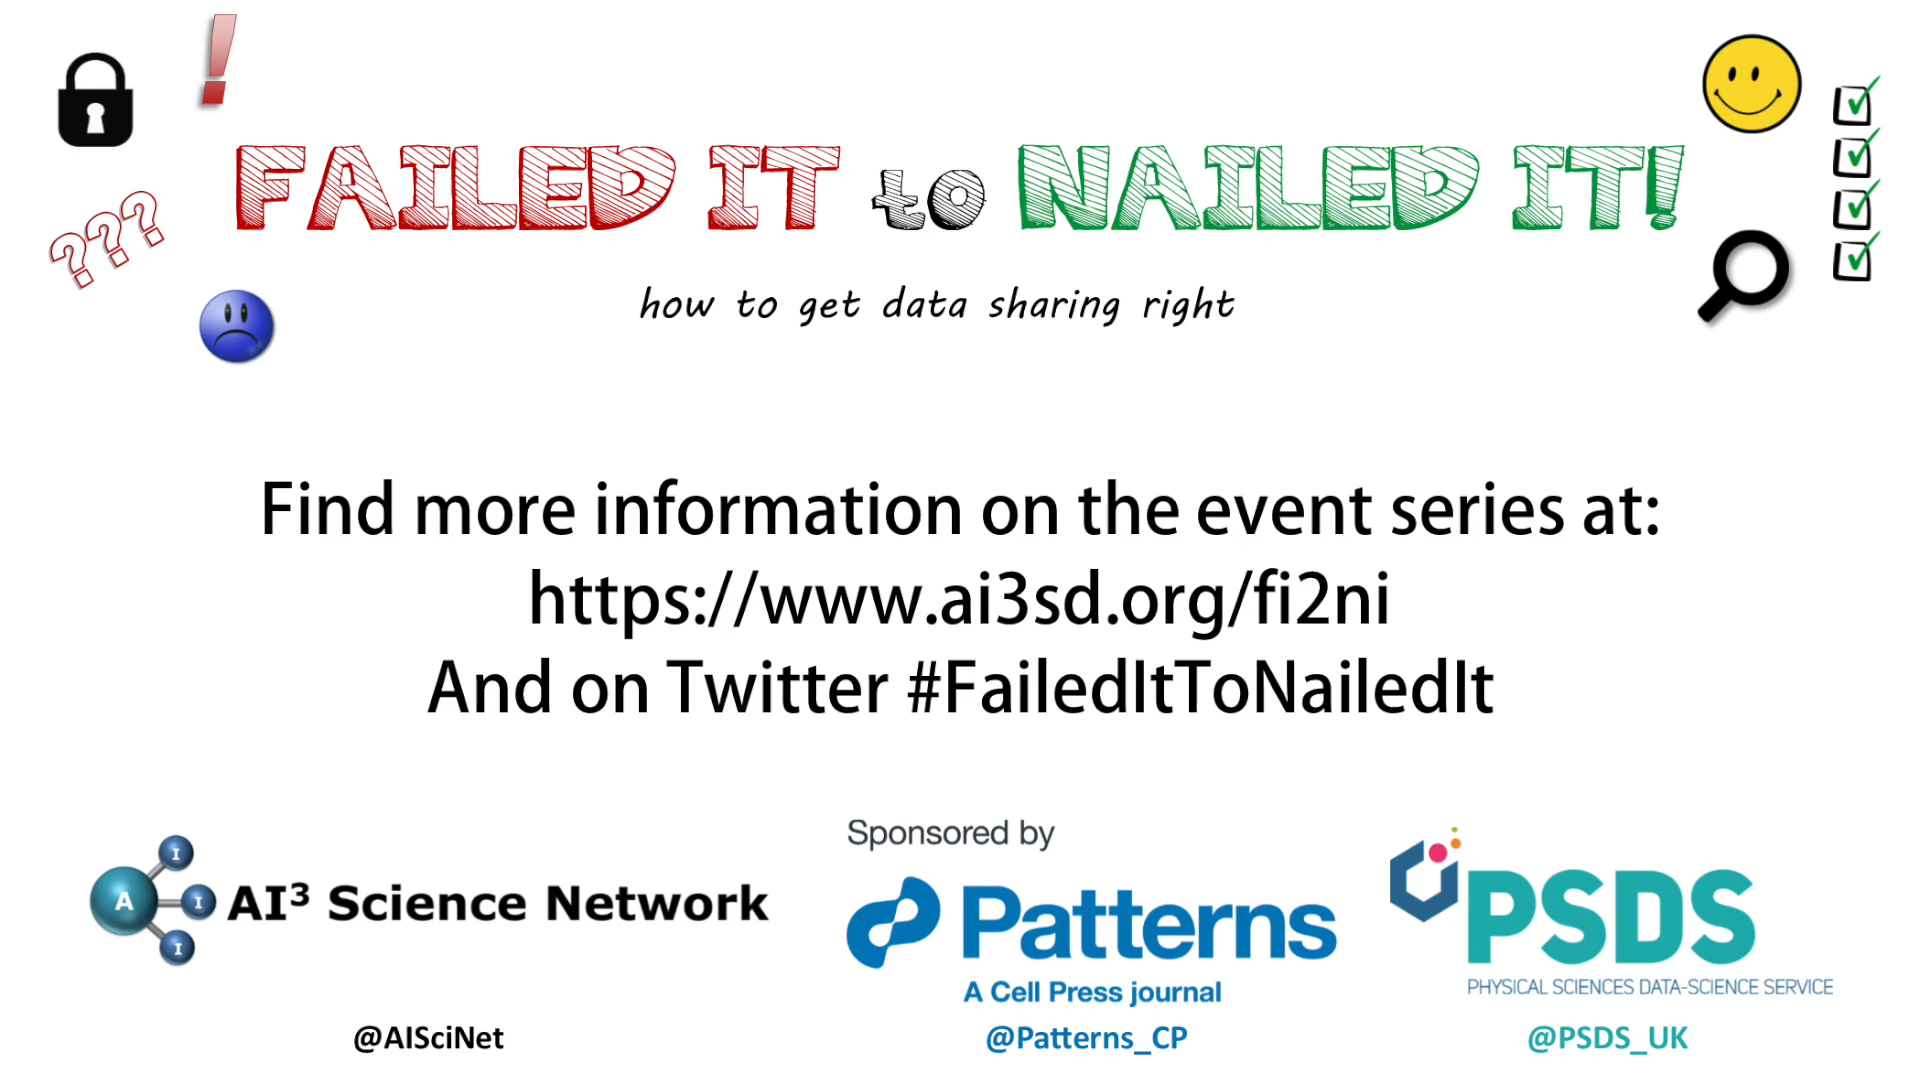 !
FAILED IT to NAILED IT!
???
how to get data sharing right
Find more information on the event series at:
https://www.ai3sd.org/fi2ni
And on Twitter #FailedItToNailedIt
A I I I AI³ Science Network
@AISciNet
Sponsored by
Patterns
A Cell Press journal
@Patterns_CP
PSDS
PHYSICAL SCIENCES DATA-SCIENCE SERVICE
@PSDS_UK